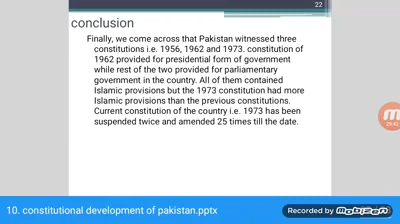 22
conclusion
Finally, we come across that Pakistan witnessed three
constitutions i.e. 1956, 1962 and 1973. constitution of
1962 provided for presidential form of government
while rest of the two provided for parliamentary
government in the country. All of them contained
Islamic provisions but the 1973 constitution had more
Islamic provisions than the previous constitutions.
Current constitution of the country i.e. 1973 has been
suspended twice and amended 25 times till the date.
10. constitutional development of pakistan.pptx
Recorded by
MOBIZEN